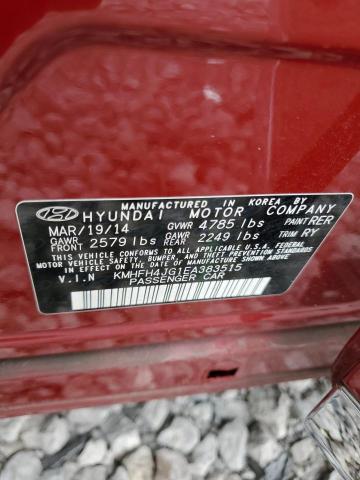 MANUFACTURED IN KOREA BY
HYUNDAI MOTOR COMPANY
MAR/19/14 GVWR 4785 lbs PAINT RER
GAWR FRONT 2579 lbs GAWR REAR 2249 lbs TRIM RY
THIS VEHICLE CONFORMS TO ALL APPLICABLE U.S.A. FEDERAL
MOTOR VEHICLE SAFETY, BUMPER, AND THEFT PREVENTION
STANDARDS IN EFFECT ON THE DATE OF MANUFACTURE SHOWN ABOVE.
V.I.N KMHFH4JG1EA383515
PASSENGER CAR